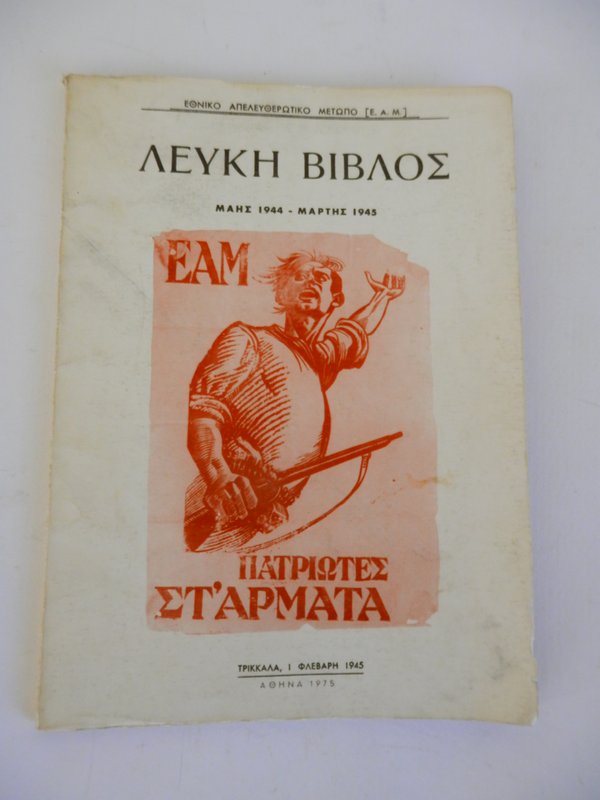 ΕΘΝΙΚΟ ΑΠΕΛΕΥΘΕΡΩΤΙΚΟ ΜΕΤΩΠΟ [Ε. Α. Μ.]
ΛΕΥΚΗ ΒΙΒΛΟΣ
ΜΑΗΣ 1944 - ΜΑΡΤΗΣ 1945
ΕΑΜ
ΠΑΤΡΙΩΤΕΣ
ΣΤ'ΑΡΜΑΤΑ
ΤΡΙΚΚΑΛΑ, 1 ΦΛΕΒΑΡΗ 1945
ΑΘΗΝΑ 1975